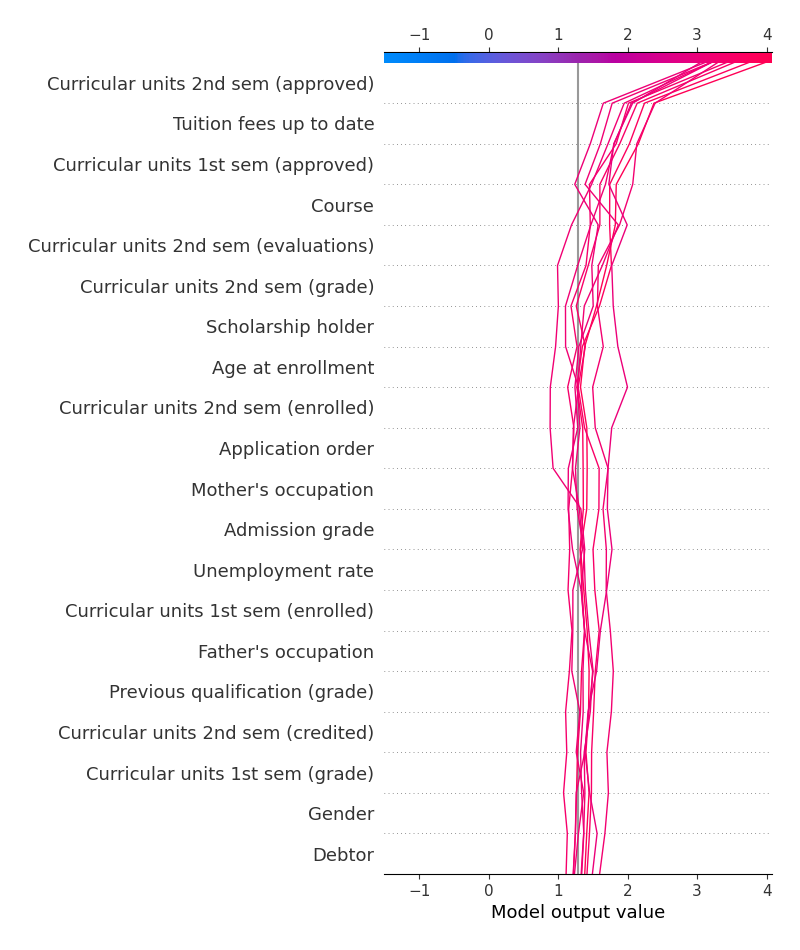 −1 0 1 2 3 4
Curricular units 2nd sem (approved)
Tuition fees up to date
Curricular units 1st sem (approved)
Course
Curricular units 2nd sem (evaluations)
Curricular units 2nd sem (grade)
Scholarship holder
Age at enrollment
Curricular units 2nd sem (enrolled)
Application order
Mother's occupation
Admission grade
Unemployment rate
Curricular units 1st sem (enrolled)
Father's occupation
Previous qualification (grade)
Curricular units 2nd sem (credited)
Curricular units 1st sem (grade)
Gender
Debtor
−1 0 1 2 3 4
Model output value